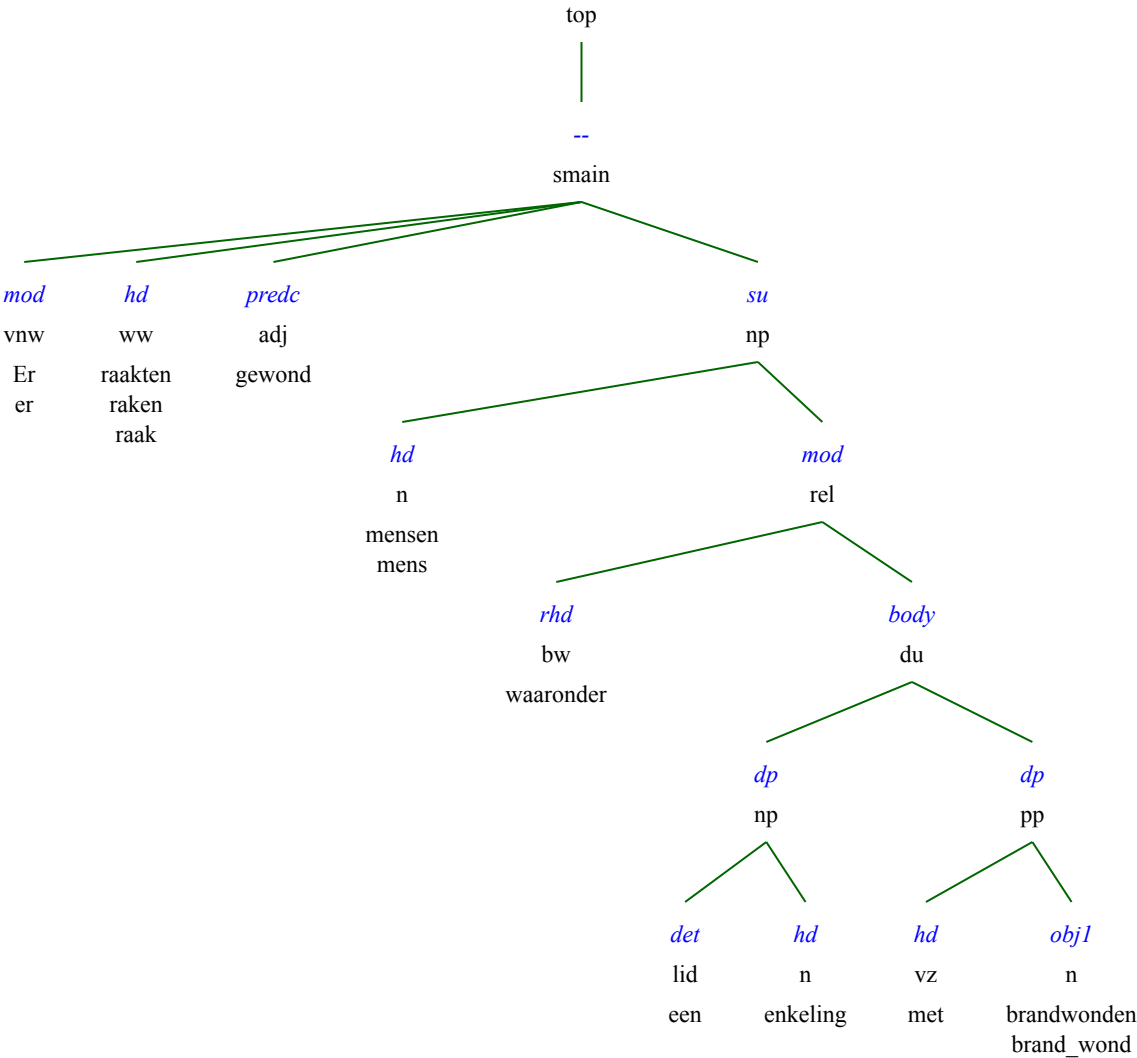 top
--
smain
mod hd predc su
vnw ww adj np
Er raakten gewond
er raken
raak
hd mod
n rel
mensen
mens
rhd body
bw du
waaronder
dp dp
np pp
det hd hd obj1
lid n vz n
een enkeling met brandwonden
brand_wond